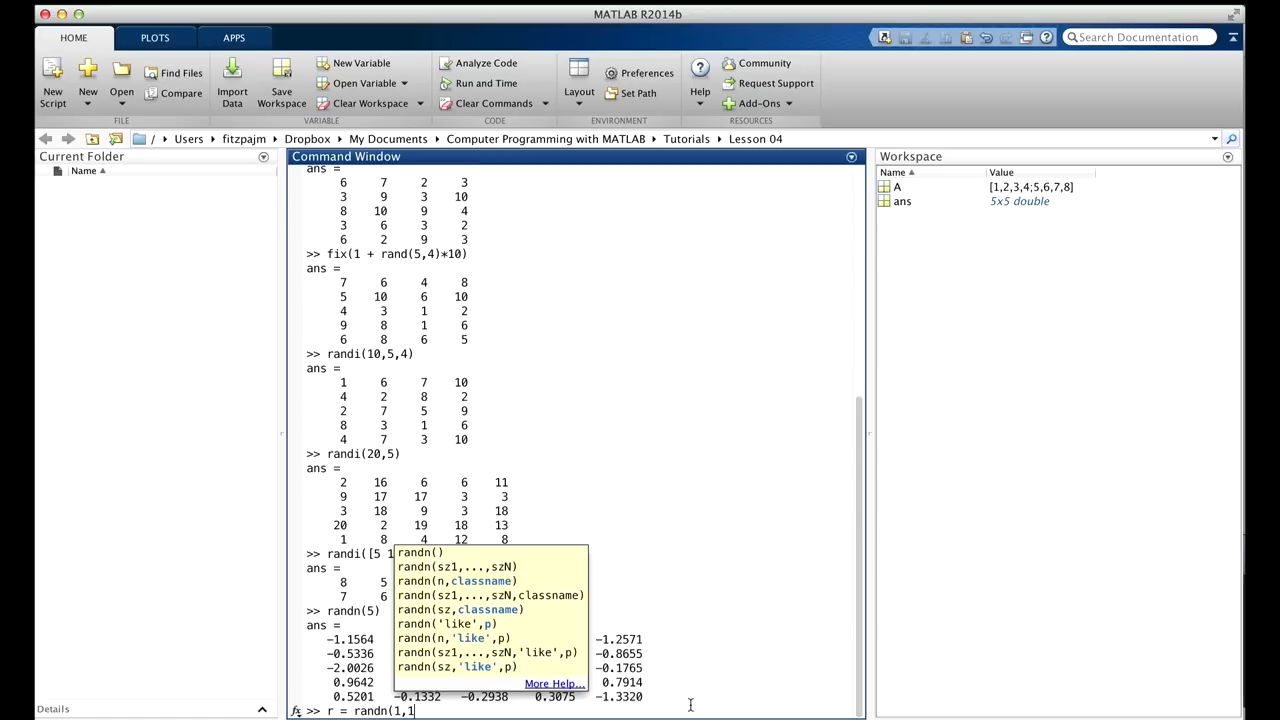 MATLAB R2014b
HOME PLOTS APPS
Search Documentation
New Script
New
Open
Find Files
Compare
Import Data
Save Workspace
New Variable
Open Variable
Clear Workspace
Analyze Code
Run and Time
Clear Commands
Layout
Preferences
Set Path
Help
Community
Request Support
Add-Ons
FILE VARIABLE CODE ENVIRONMENT RESOURCES
/ Users fitzpajm Dropbox My Documents Computer Programming with MATLAB Tutorials Lesson 04
Current Folder
Name
Details
Command Window
ans =
6 7 2 3
3 9 3 10
8 10 9 4
3 6 3 2
6 2 9 3
>> fix(1 + rand(5,4)*10)
ans =
7 6 4 8
5 10 6 10
4 3 1 2
9 8 1 6
6 8 6 5
>> randi(10,5,4)
ans =
1 6 7 10
4 2 8 2
2 7 5 9
8 3 1 6
4 7 3 10
>> randi(20,5)
ans =
2 16 6 6 11
9 17 17 3 3
3 18 9 3 18
20 2 19 18 13
1 8 4 12 8
>> randi([5 1
ans =
8 5
7 6
>> randn(5)
ans =
-1.1564 -1.2571
-0.5336 -0.8655
-2.0026 -0.1765
0.9642 0.7914
0.5201 -0.1332 -0.2938 0.3075 -1.3320
fx >> r = randn(1,1
randn()
randn(sz1,...,szN)
randn(n,classname)
randn(sz1,...,szN,classname)
randn(sz,classname)
randn('like',p)
randn(n,'like',p)
randn(sz1,...,szN,'like',p)
randn(sz,'like',p)
More Help...
Workspace
Name Value
A [1,2,3,4;5,6,7,8]
ans 5x5 double